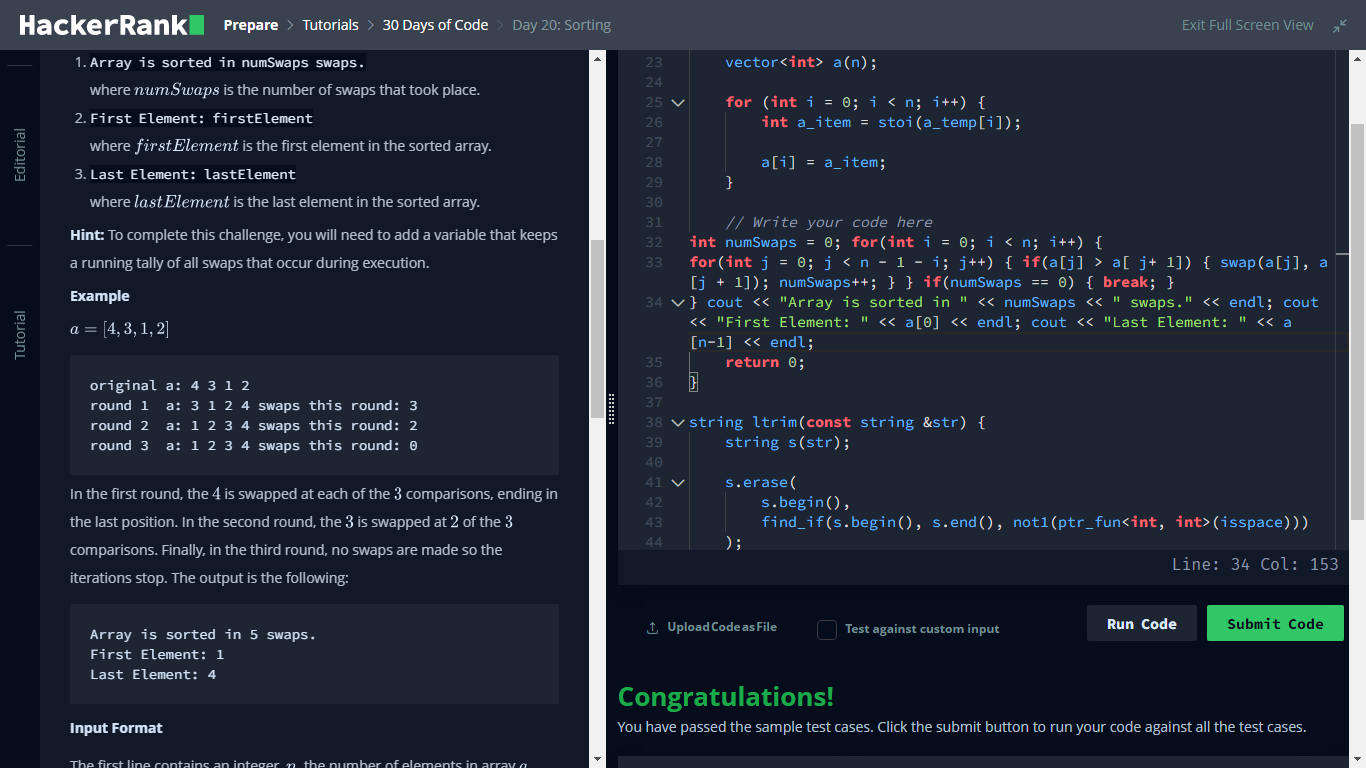 HackerRank Prepare > Tutorials > 30 Days of Code > Day 20: Sorting Exit Full Screen View
Editorial
Tutorial
1. Array is sorted in numSwaps swaps.
where numSwaps is the number of swaps that took place.
2. First Element: firstElement
where firstElement is the first element in the sorted array.
3. Last Element: lastElement
where lastElement is the last element in the sorted array.
Hint: To complete this challenge, you will need to add a variable that keeps
a running tally of all swaps that occur during execution.
Example
a = [4, 3, 1, 2]
original a: 4 3 1 2
round 1  a: 3 1 2 4 swaps this round: 3
round 2  a: 1 2 3 4 swaps this round: 2
round 3  a: 1 2 3 4 swaps this round: 0
In the first round, the 4 is swapped at each of the 3 comparisons, ending in
the last position. In the second round, the 3 is swapped at 2 of the 3
comparisons. Finally, in the third round, no swaps are made so the
iterations stop. The output is the following:
Array is sorted in 5 swaps.
First Element: 1
Last Element: 4
Input Format
The first line contains an integer, n, the number of elements in array a.
23 vector<int> a(n);
24
25 for (int i = 0; i < n; i++) {
26 int a_item = stoi(a_temp[i]);
27
28 a[i] = a_item;
29 }
30
31 // Write your code here
32 int numSwaps = 0; for(int i = 0; i < n; i++) {
33 for(int j = 0; j < n - 1 - i; j++) { if(a[j] > a[ j+ 1]) { swap(a[j], a
[j + 1]); numSwaps++; } } if(numSwaps == 0) { break; }
34 } cout << "Array is sorted in " << numSwaps << " swaps." << endl; cout
<< "First Element: " << a[0] << endl; cout << "Last Element: " << a
[n-1] << endl;
35 return 0;
36 }
37
38 string ltrim(const string &str) {
39 string s(str);
40
41 s.erase(
42 s.begin(),
43 find_if(s.begin(), s.end(), not1(ptr_fun<int, int>(isspace)))
44 );
Line: 34 Col: 153
Upload Code as File
Test against custom input
Run Code
Submit Code
Congratulations!
You have passed the sample test cases. Click the submit button to run your code against all the test cases.